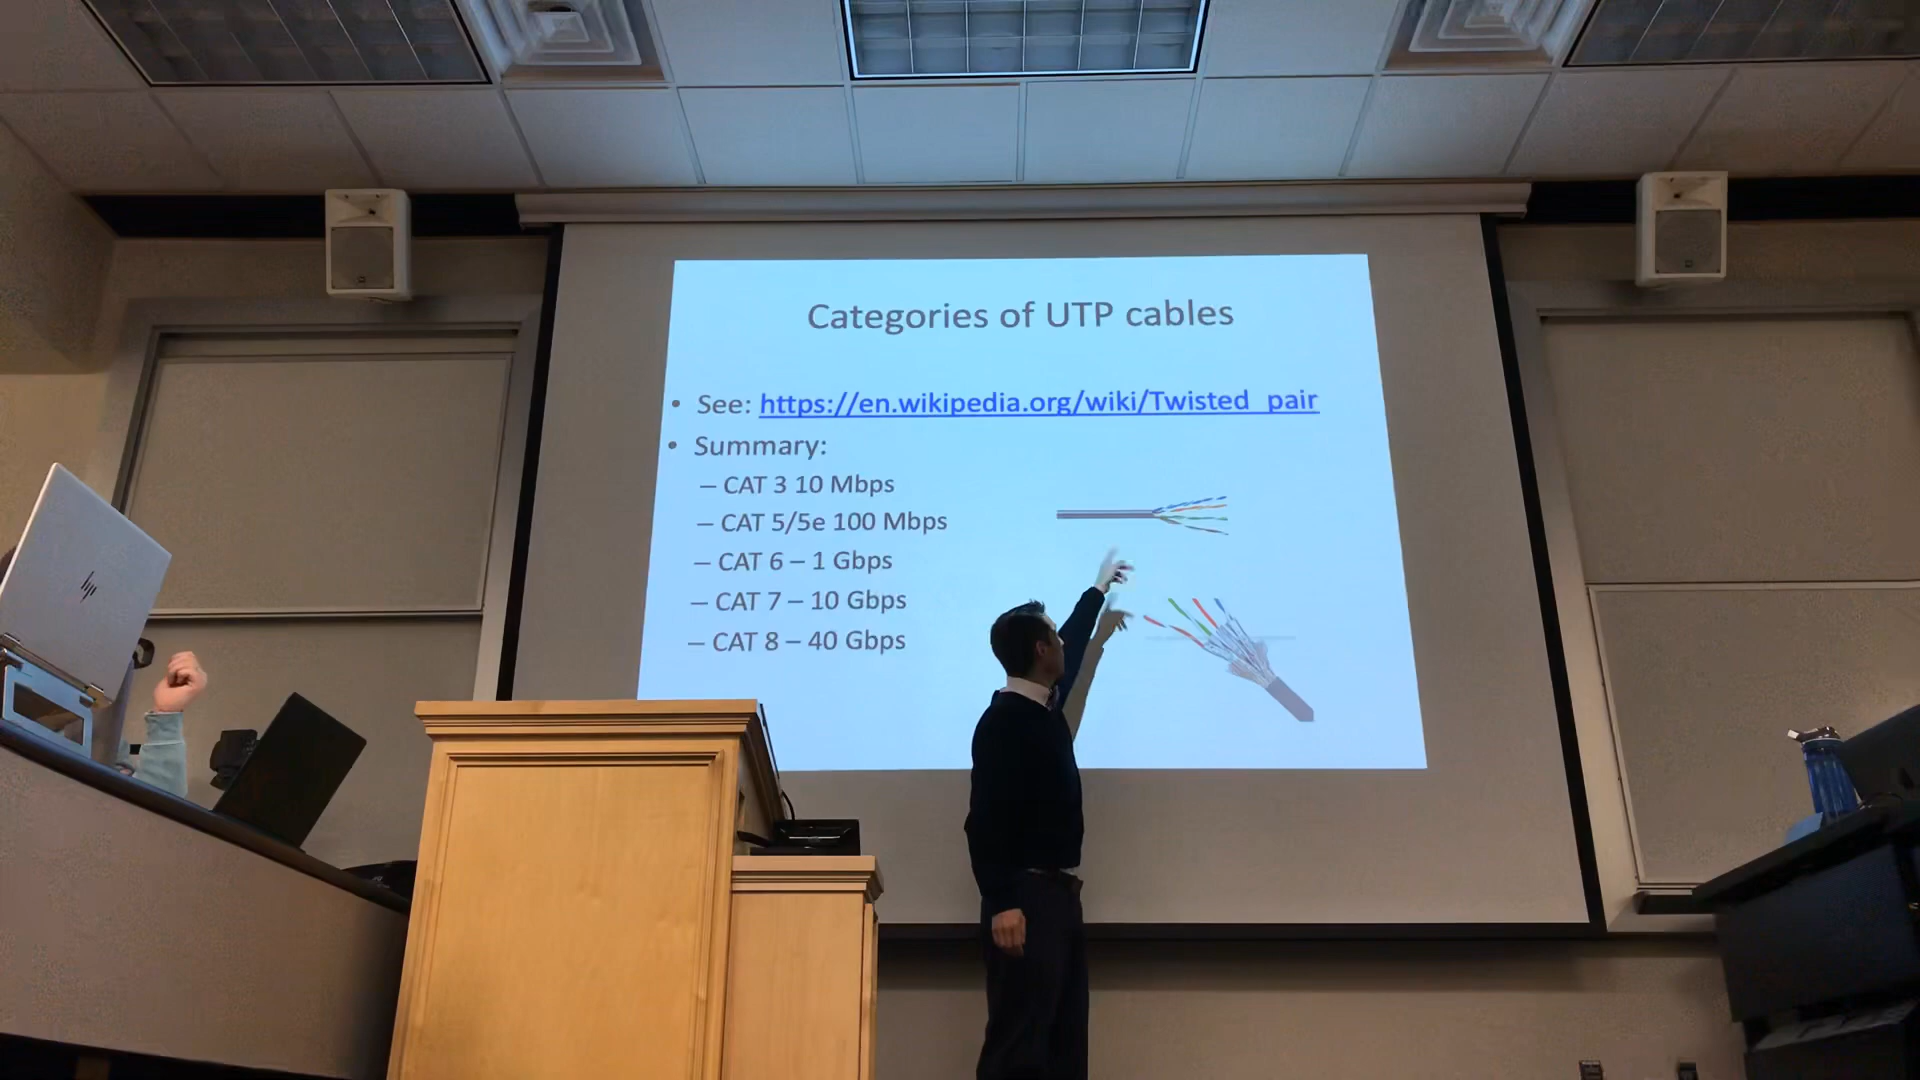 Categories of UTP cables
• See: https://en.wikipedia.org/wiki/Twisted_pair
• Summary:
– CAT 3 10 Mbps
– CAT 5/5e 100 Mbps
– CAT 6 – 1 Gbps
– CAT 7 – 10 Gbps
– CAT 8 – 40 Gbps
hp